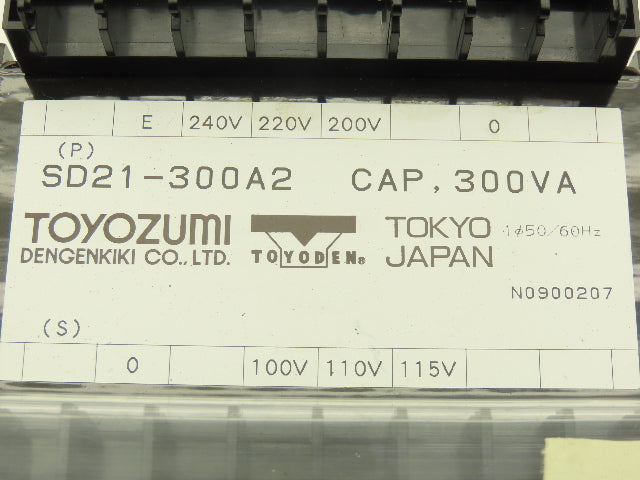 E 240V 220V 200V 0
(P)
SD21-300A2 CAP, 300VA
TOYOZUMI
DENGENKIKI CO., LTD.
TOYODEN®
TOKYO
JAPAN
1φ50/60Hz
N0900207
(S)
0 100V 110V 115V